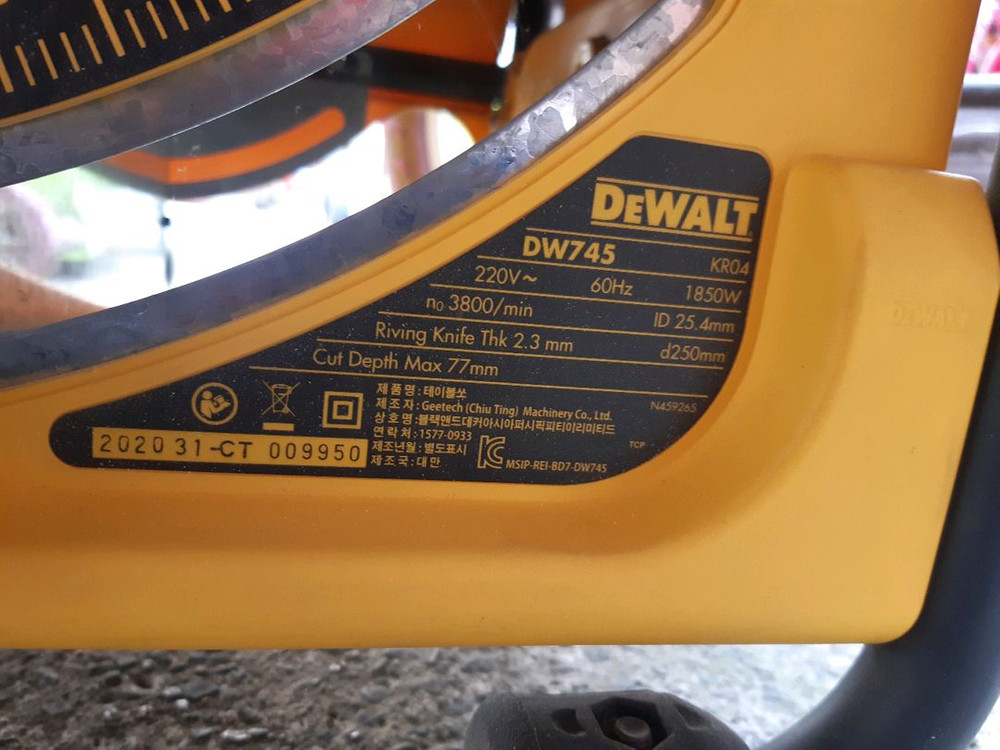 DEWALT
DW745 KR04
220V~ 60Hz 1850W
n0 3800/min ID 25.4mm
Riving Knife Thk 2.3 mm d250mm
Cut Depth Max 77mm
N459265
제품명 : 테이블쏘
제조자 : Geetech (Chiu Ting) Machinery Co., Ltd.
상호명 : 블랙앤드데커아시아퍼시픽피티이리미티드
연락처 : 1577-0933
제조년월 : 별도표시
제조국 : 대만
MSIP-REI-BD7-DW745
TCP
2020 31-CT 009950
DEWALT